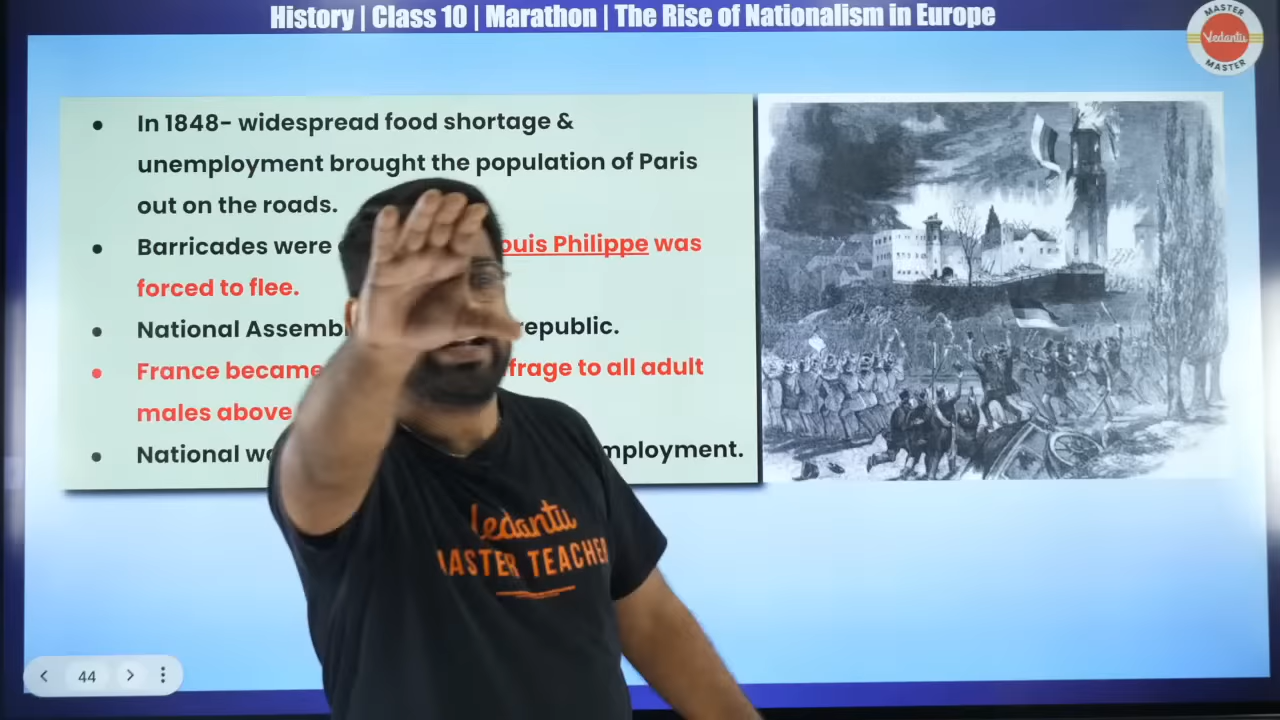 History | Class 10 | Marathon | The Rise of Nationalism in Europe
MASTER
Vedantu
MASTER
In 1848- widespread food shortage &
unemployment brought the population of Paris
out on the roads.
Barricades were ouis Philippe was
forced to flee.
National Assemb republic.
France became frage to all adult
males above
National wo mployment.
Vedantu
MASTER TEACHER
44